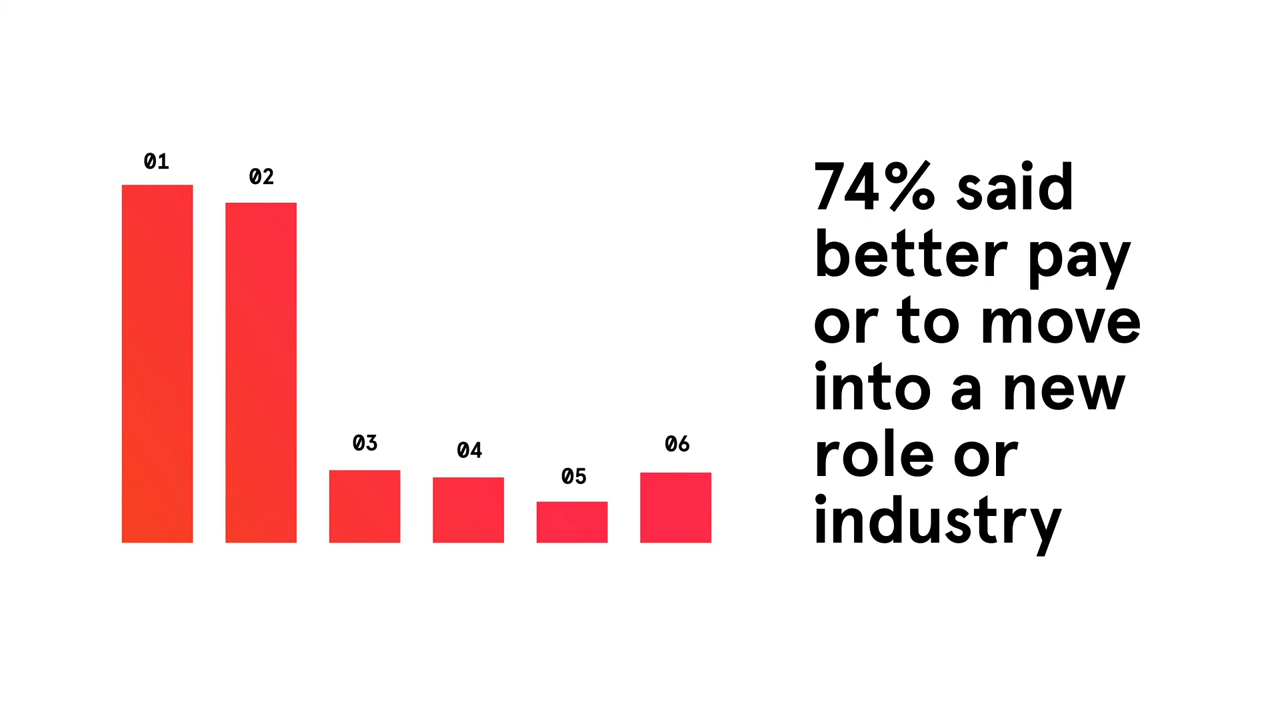 01
02
03
04
05
06
74% said
better pay
or to move
into a new
role or
industry